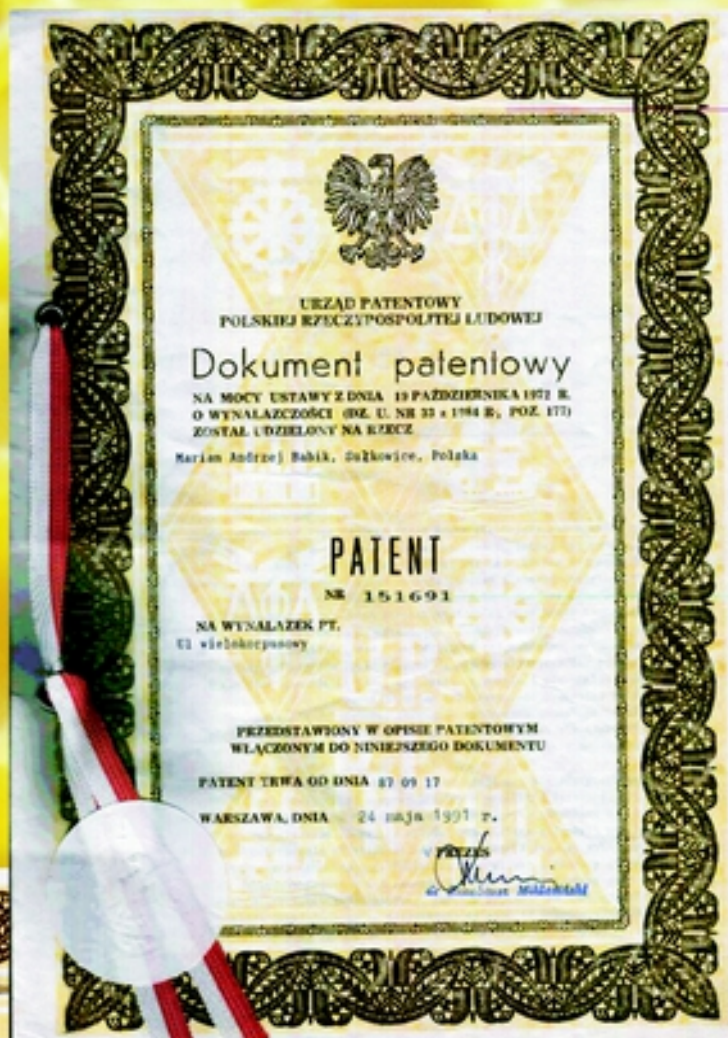 URZĄD PATENTOWY
POLSKIEJ RZECZYPOSPOLITEJ LUDOWEJ
Dokument patentowy
NA MOCY USTAWY Z DNIA 19 PAŹDZIERNIKA 1972 R.
O WYNALAZCZOŚCI (DZ. U. NR 33 z 1984 R., POZ. 177)
ZOSTAŁ UDZIELONY NA RZECZ
Marian Andrzej Babik, Sułkowice, Polska
PATENT
NR 151691
NA WYNALAZEK PT.
Ul wielokorpusowy
U.P.
PRZEDSTAWIONY W OPISIE PATENTOWYM
WŁĄCZONYM DO NINIEJSZEGO DOKUMENTU
PATENT TRWA OD DNIA 87 09 17
WARSZAWA, DNIA 24 maja 1991 r.
PREZES
dr